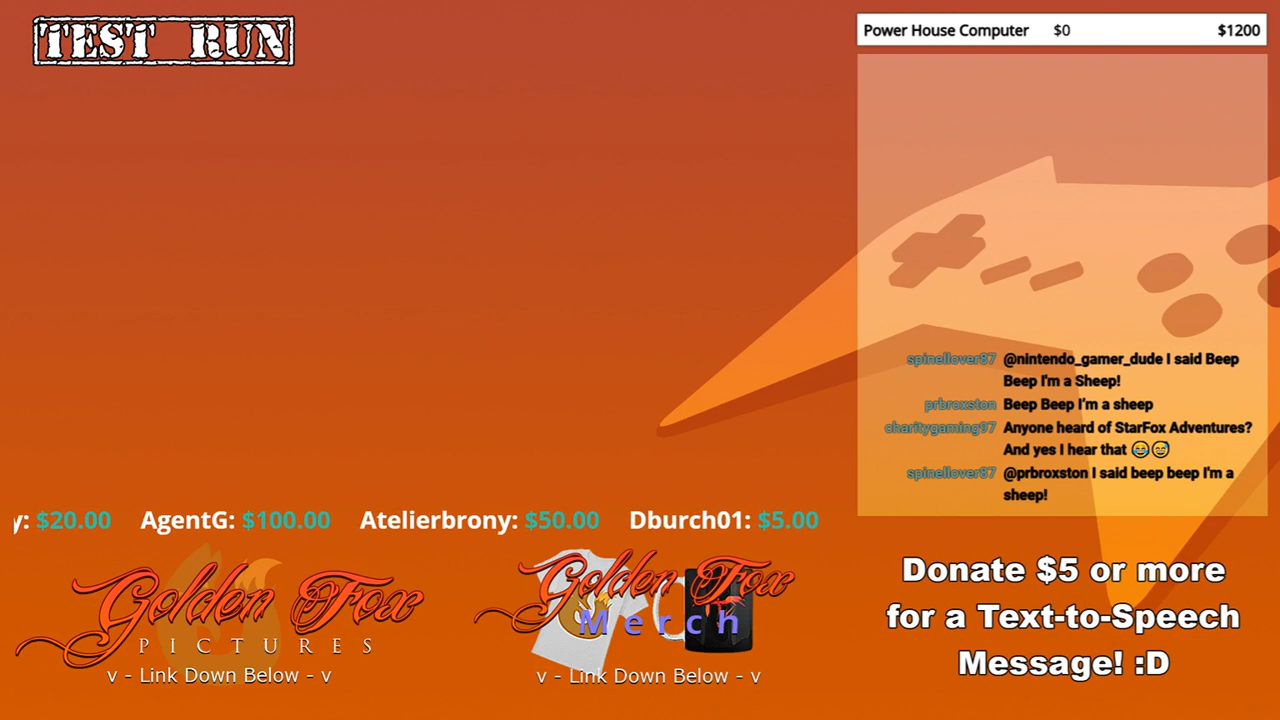 TEST RUN
Power House Computer $0 $1200
spinellover87 @nintendo_gamer_dude I said Beep
Beep I'm a Sheep!
prbroxston Beep Beep I'm a sheep
charitygaming97 Anyone heard of StarFox Adventures?
And yes I hear that 😂😅
spinellover87 @prbroxston I said beep beep I'm a
sheep!
y: $20.00 AgentG: $100.00 Atelierbrony: $50.00 Dburch01: $5.00
Golden Fox
PICTURES
v - Link Down Below - v
Golden Fox
Merch
v - Link Down Below - v
Donate $5 or more
for a Text-to-Speech
Message! :D